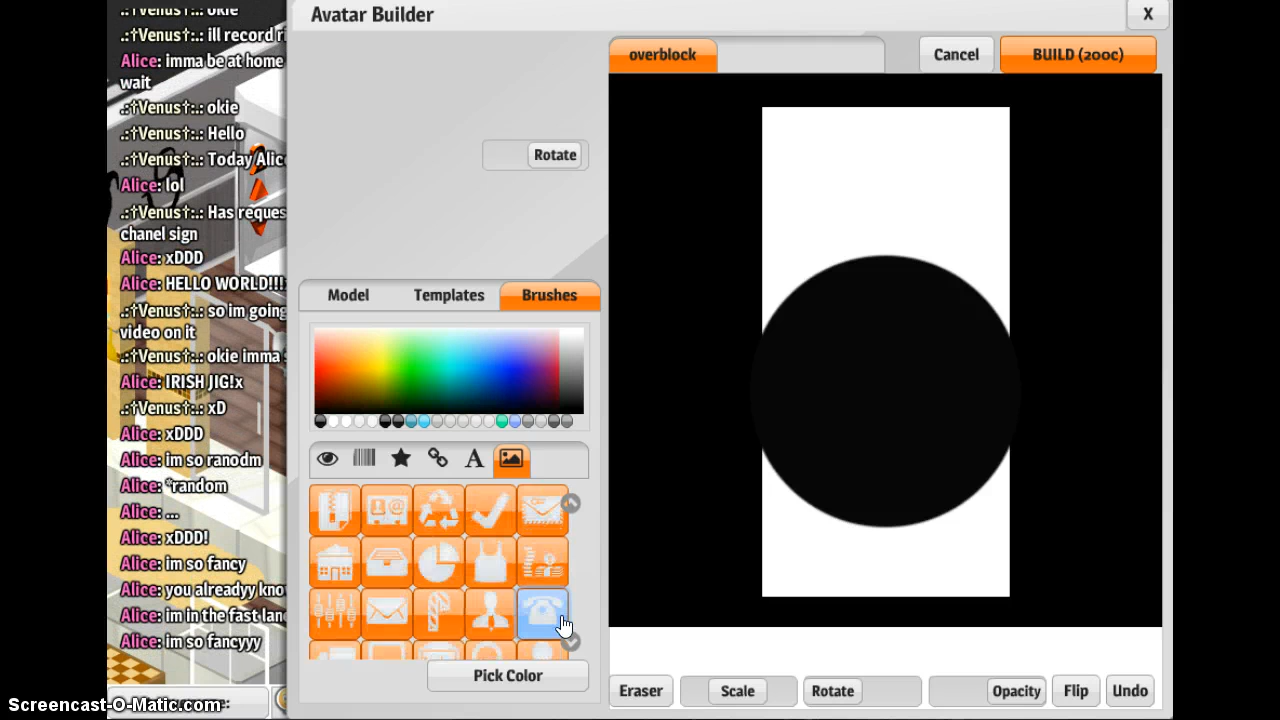 .:†Venus†:.: okie
.:†Venus†:.: ill record ri
Alice: imma be at home
wait
.:†Venus†:.: okie
.:†Venus†:.: Hello
.:†Venus†:.: Today Alice
Alice: lol
.:†Venus†:.: Has reques
chanel sign
Alice: xDDD
Alice: HELLO WORLD!!!!
.:†Venus†:.: so im going
video on it
.:†Venus†:.: okie imma s
Alice: IRISH JIG!x
.:†Venus†:.: xD
Alice: xDDD
Alice: im so ranodm
Alice: *random
Alice: ...
Alice: xDDD!
Alice: im so fancy
Alice: you alreadyy kno
Alice: im in the fast lane
Alice: im so fancyyy
Avatar Builder
X
overblock
Cancel
BUILD (200c)
Rotate
Model Templates Brushes
A
Pick Color
Eraser
Scale
Rotate
Opacity
Flip
Undo
Screencast-O-Matic.com